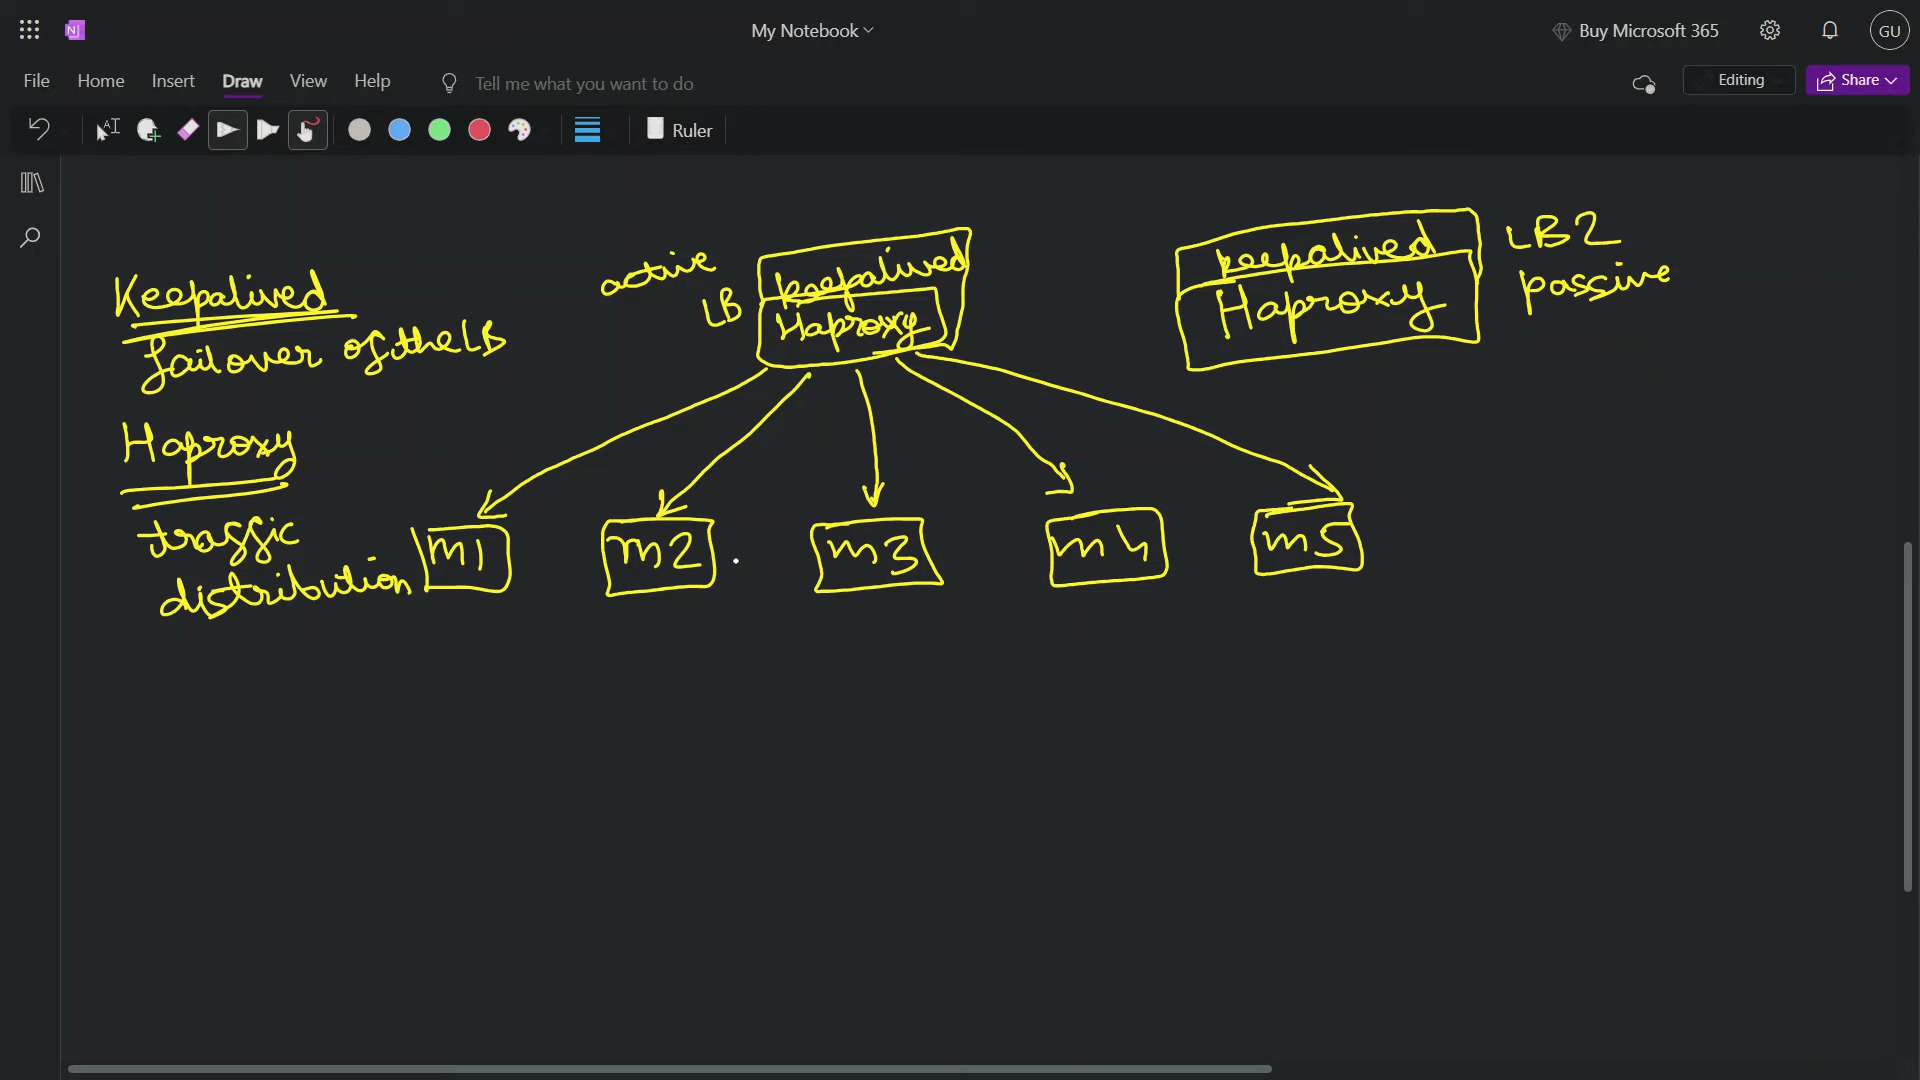 My Notebook
Buy Microsoft 365
GU
File Home Insert Draw View Help Tell me what you want to do
Editing
Share
Ruler
Keepalived
failover of the LB
Haproxy
traffic
distribution
active
LB
keepalived
Haproxy
keepalived
Haproxy
LB2
passive
m1 m2 m3 m4 m5